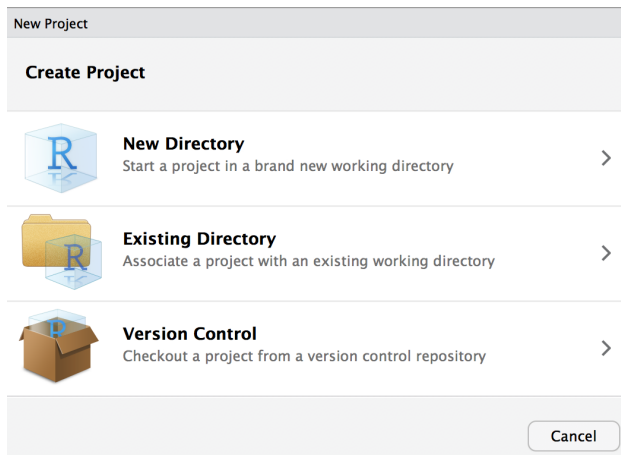 New Project
Create Project
R
New Directory
Start a project in a brand new working directory
R
Existing Directory
Associate a project with an existing working directory
R
Version Control
Checkout a project from a version control repository
Cancel